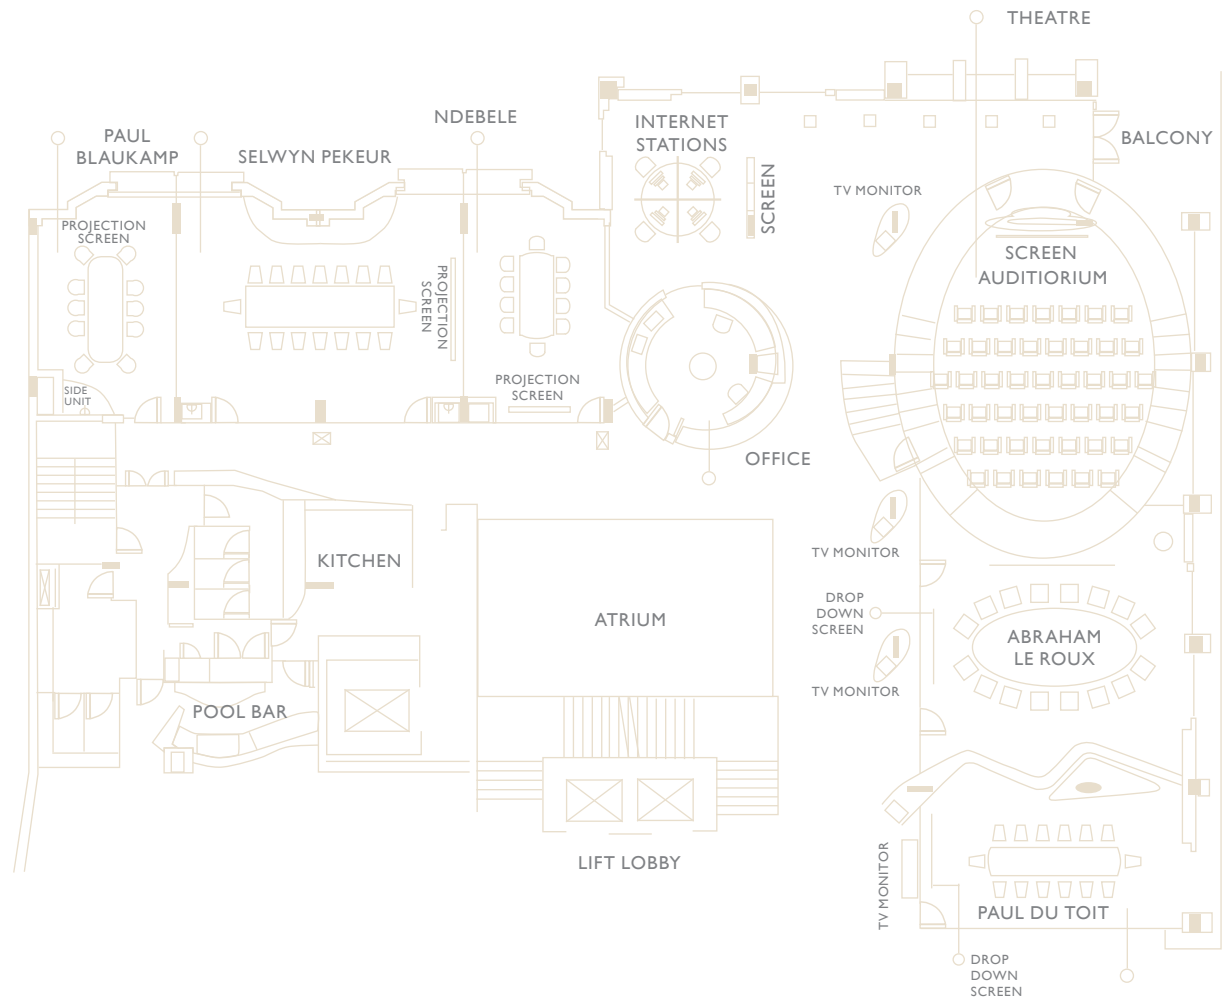 THEATRE
NDEBELE
INTERNET
STATIONS
PAUL
BLAUKAMP
SELWYN PEKEUR
BALCONY
SCREEN
TV MONITOR
PROJECTION
SCREEN
SCREEN
AUDITIORIUM
PROJECTION
SCREEN
PROJECTION
SCREEN
SIDE
UNIT
OFFICE
TV MONITOR
KITCHEN
DROP
DOWN
SCREEN
ATRIUM
ABRAHAM
LE ROUX
TV MONITOR
POOL BAR
LIFT LOBBY
TV MONITOR
PAUL DU TOIT
DROP
DOWN
SCREEN